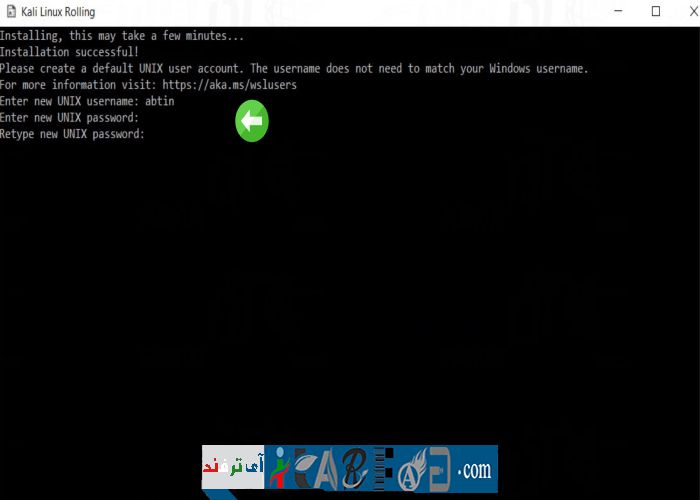 Kali Linux Rolling
Installing, this may take a few minutes...
Installation successful!
Please create a default UNIX user account. The username does not need to match your Windows username.
For more information visit: https://aka.ms/wslusers
Enter new UNIX username: abtin
Enter new UNIX password:
Retype new UNIX password:
آی ترفند
.com